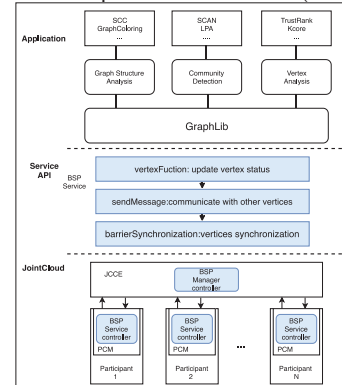 Application
SCC
GraphColoring
....
SCAN
LPA
....
TrustRank
Kcore
....
Graph Structure
Analysis
Community
Detection
Vertex
Analysis
GraphLib
Service
API
BSP
Service
vertexFuction: update vertex status
sendMessage:communicate with other vertices
barrierSynchronization:vertices synchronization
JointCloud
JCCE
BSP
Manager
controller
BSP
Service
controller
PCM
Participant
1
BSP
Service
controller
PCM
Participant
2
...
BSP
Service
controller
PCM
Participant
N